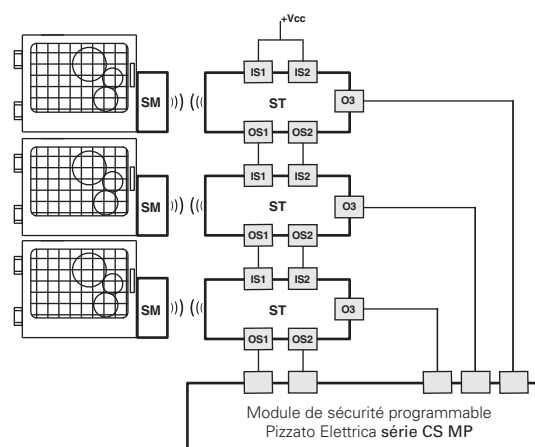 +Vcc
IS1 IS2
SM ST O3
OS1 OS2
IS1 IS2
SM ST O3
OS1 OS2
IS1 IS2
SM ST O3
OS1 OS2
Module de sécurité programmable
Pizzato Elettrica série CS MP